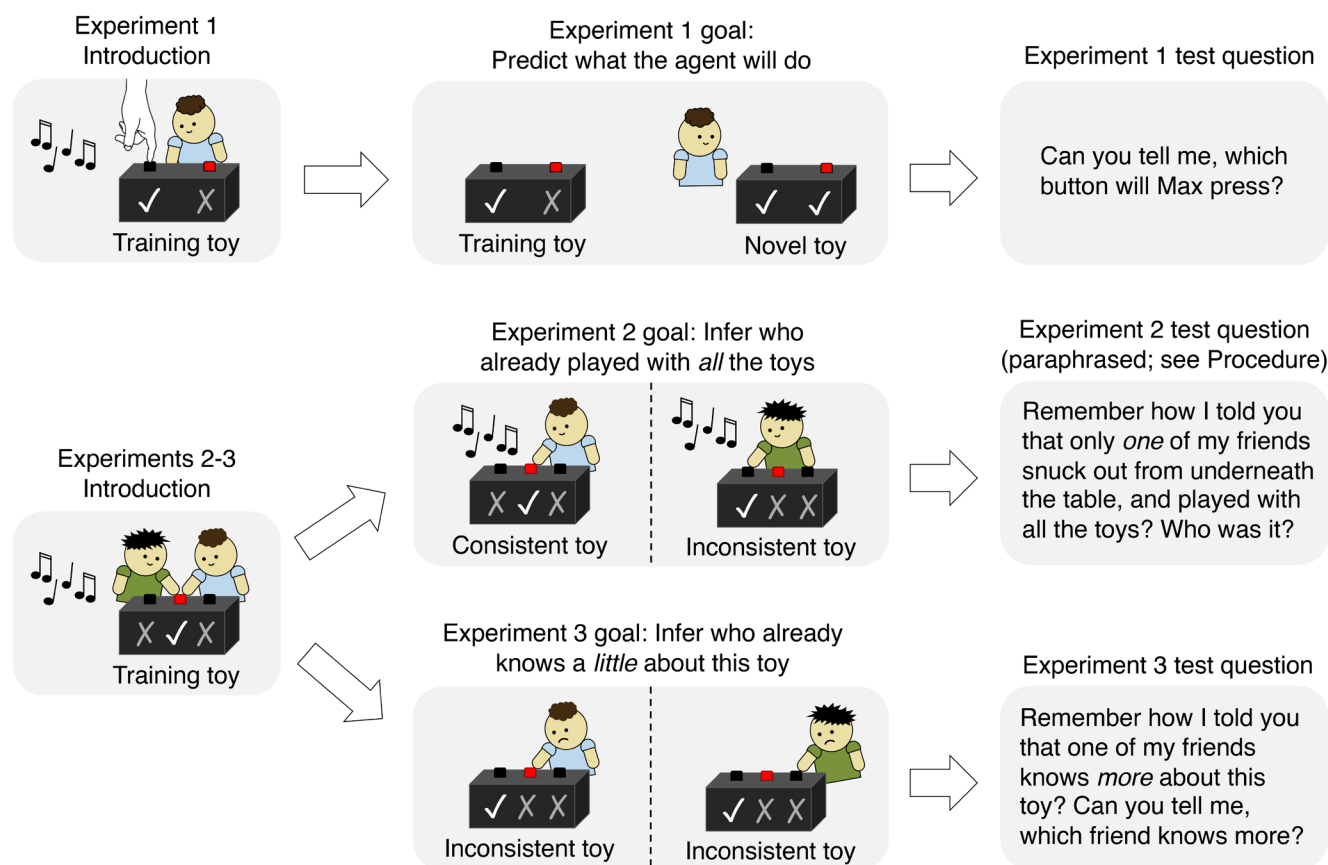 Experiment 1
Introduction
Training toy
Experiment 1 goal:
Predict what the agent will do
Training toy
Novel toy
Experiment 1 test question
Can you tell me, which
button will Max press?
Experiments 2-3
Introduction
Training toy
Experiment 2 goal: Infer who
already played with all the toys
Consistent toy
Inconsistent toy
Experiment 2 test question
(paraphrased; see Procedure)
Remember how I told you
that only one of my friends
snuck out from underneath
the table, and played with
all the toys? Who was it?
Experiment 3 goal: Infer who already
knows a little about this toy
Inconsistent toy
Inconsistent toy
Experiment 3 test question
Remember how I told you
that one of my friends
knows more about this
toy? Can you tell me,
which friend knows more?